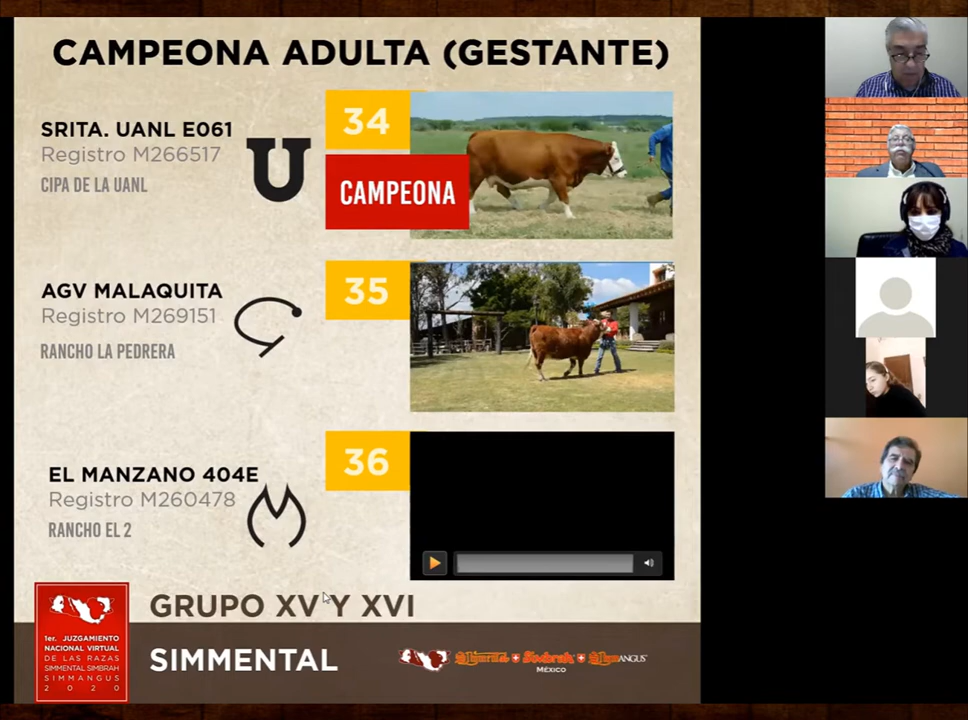 CAMPEONA ADULTA (GESTANTE)
SRITA. UANL E061
Registro M266517
CIPA DE LA UANL
U
34
CAMPEONA
AGV MALAQUITA
Registro M269151
RANCHO LA PEDRERA
35
EL MANZANO 404E
Registro M260478
RANCHO EL 2
36
GRUPO XV Y XVI
SIMMENTAL
1er. JUZGAMIENTO
NACIONAL VIRTUAL
DE LAS RAZAS
SIMMENTAL SIMBRAH
SIMMANGUS
2020
Simbrah
ANGUS
MÉXICO